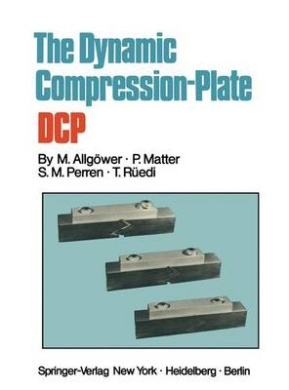 The Dynamic
Compression-Plate
DCP
By M. Allgöwer · P. Matter
S. M. Perren · T. Rüedi
Springer-Verlag New York · Heidelberg · Berlin